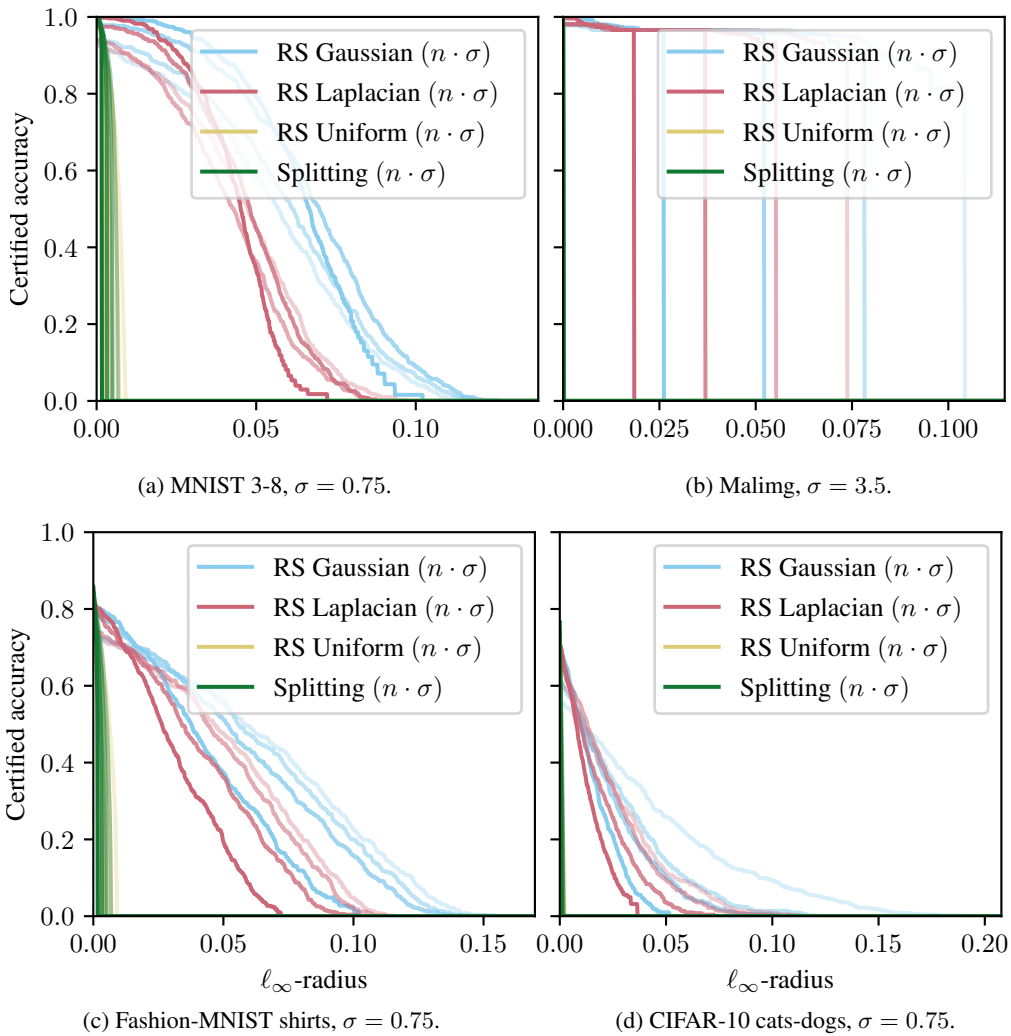 1.0
0.8
0.6
0.4
0.2
0.0
Certified accuracy
RS Gaussian (n · σ)
RS Laplacian (n · σ)
RS Uniform (n · σ)
Splitting (n · σ)
0.00 0.05 0.10
(a) MNIST 3-8, σ = 0.75.
RS Gaussian (n · σ)
RS Laplacian (n · σ)
RS Uniform (n · σ)
Splitting (n · σ)
0.000 0.025 0.050 0.075 0.100
(b) Malimg, σ = 3.5.
1.0
0.8
0.6
0.4
0.2
0.0
Certified accuracy
RS Gaussian (n · σ)
RS Laplacian (n · σ)
RS Uniform (n · σ)
Splitting (n · σ)
0.00 0.05 0.10 0.15
ℓ∞-radius
(c) Fashion-MNIST shirts, σ = 0.75.
RS Gaussian (n · σ)
RS Laplacian (n · σ)
RS Uniform (n · σ)
Splitting (n · σ)
0.00 0.05 0.10 0.15 0.20
ℓ∞-radius
(d) CIFAR-10 cats-dogs, σ = 0.75.